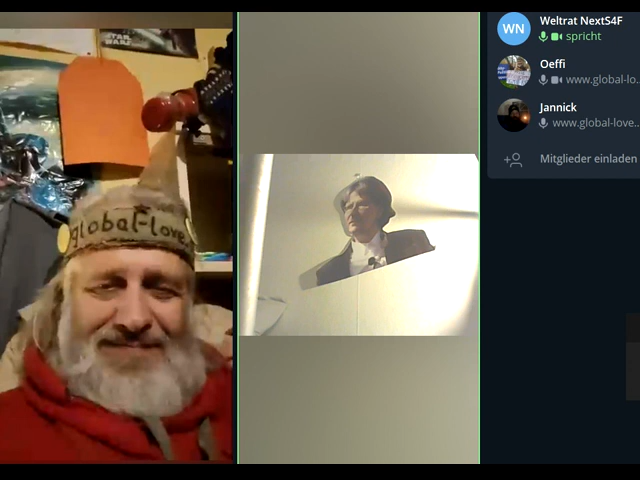 STAR WARS
global-love.
WN
Weltrat NextS4F
spricht
Oeffi
www.global-lo...
Jannick
www.global-love...
Mitglieder einladen